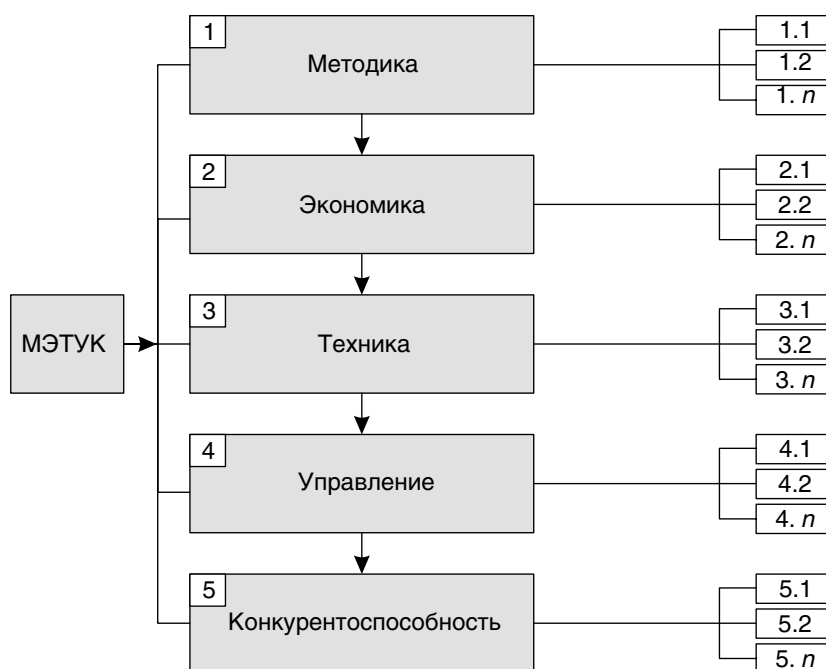 1
Методика
1.1
1.2
1. n
2
Экономика
2.1
2.2
2. n
МЭТУК
3
Техника
3.1
3.2
3. n
4
Управление
4.1
4.2
4. n
5
Конкурентоспособность
5.1
5.2
5. n